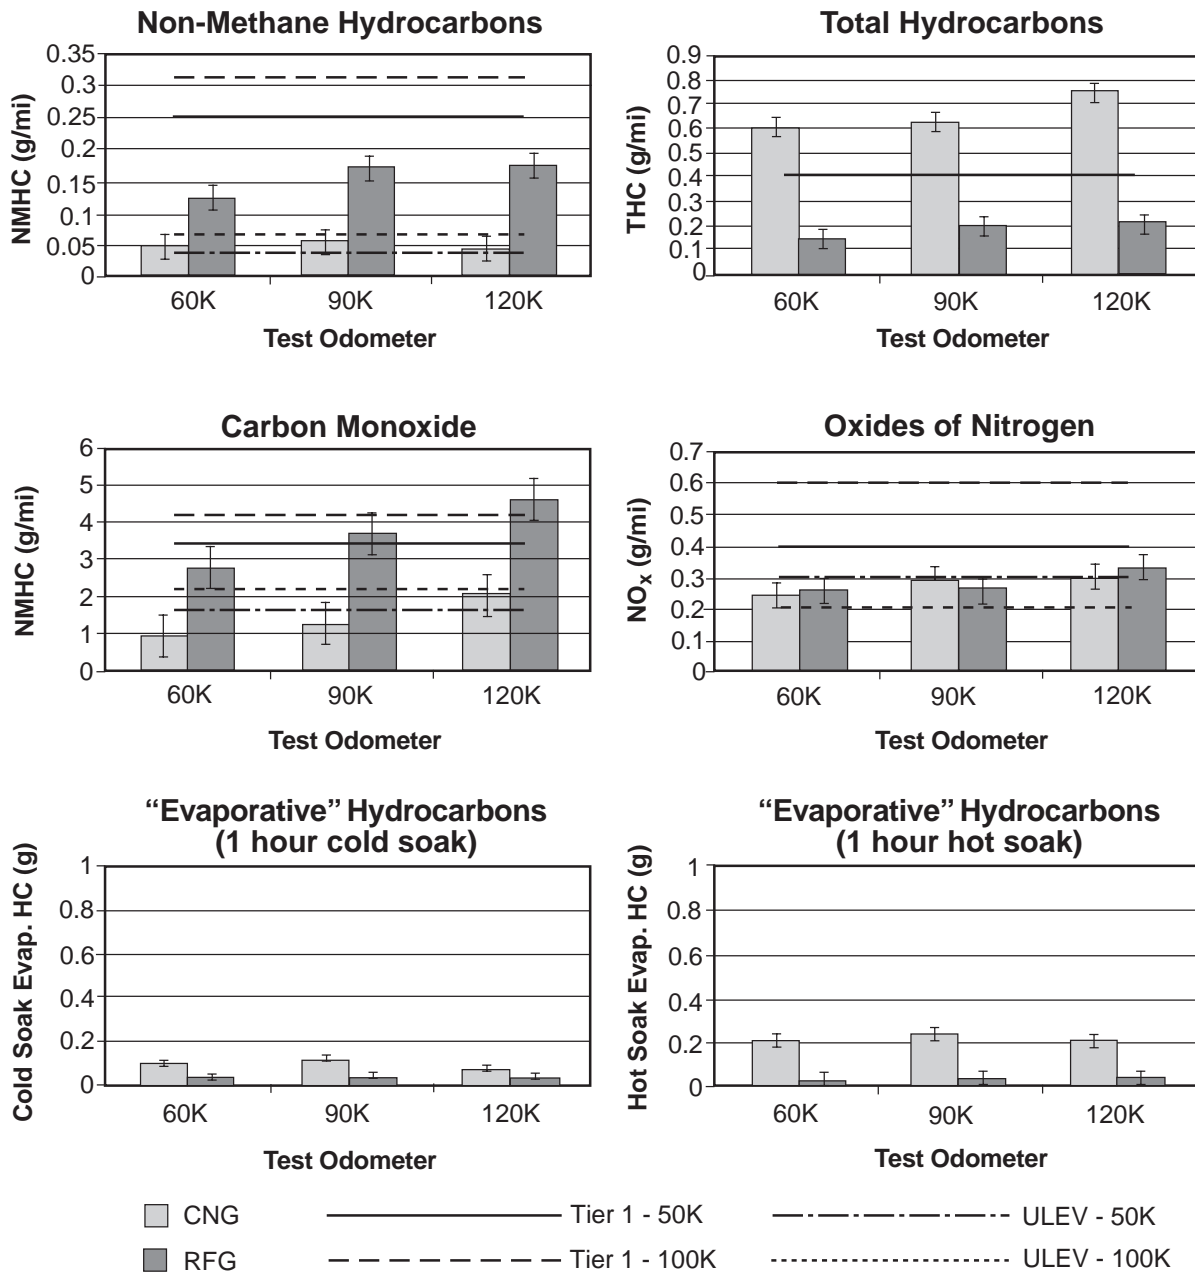 Non-Methane Hydrocarbons
NMHC (g/mi)
0.35
0.3
0.25
0.2
0.15
0.1
0.05
0
60K
90K
120K
Test Odometer
Total Hydrocarbons
THC (g/mi)
0.9
0.8
0.7
0.6
0.5
0.4
0.3
0.2
0.1
0
60K
90K
120K
Test Odometer
Carbon Monoxide
NMHC (g/mi)
6
5
4
3
2
1
0
60K
90K
120K
Test Odometer
Oxides of Nitrogen
NOx (g/mi)
0.7
0.6
0.5
0.4
0.3
0.2
0.1
0
60K
90K
120K
Test Odometer
“Evaporative” Hydrocarbons
(1 hour cold soak)
Cold Soak Evap. HC (g)
1
0.8
0.6
0.4
0.2
0
60K
90K
120K
Test Odometer
“Evaporative” Hydrocarbons
(1 hour hot soak)
Hot Soak Evap. HC (g)
1
0.8
0.6
0.4
0.2
0
60K
90K
120K
Test Odometer
CNG
Tier 1 - 50K
ULEV - 50K
RFG
Tier 1 - 100K
ULEV - 100K